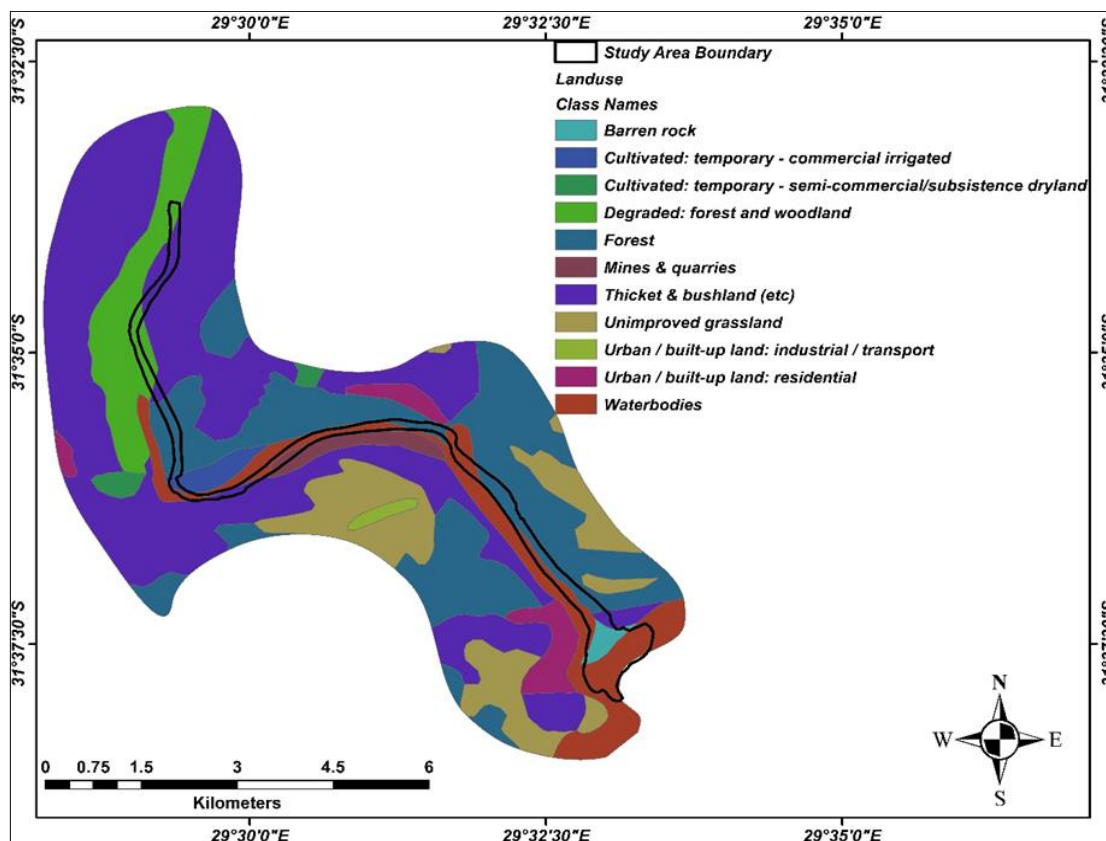 29°30'0"E
29°32'30"E
29°35'0"E
31°32'30"S
31°35'0"S
31°37'30"S
Study Area Boundary
Landuse
Class Names
Barren rock
Cultivated: temporary - commercial irrigated
Cultivated: temporary - semi-commercial/subsistence dryland
Degraded: forest and woodland
Forest
Mines & quarries
Thicket & bushland (etc)
Unimproved grassland
Urban / built-up land: industrial / transport
Urban / built-up land: residential
Waterbodies
N
W E
S
0 0.75 1.5 3 4.5 6
Kilometers
29°30'0"E
29°32'30"E
29°35'0"E